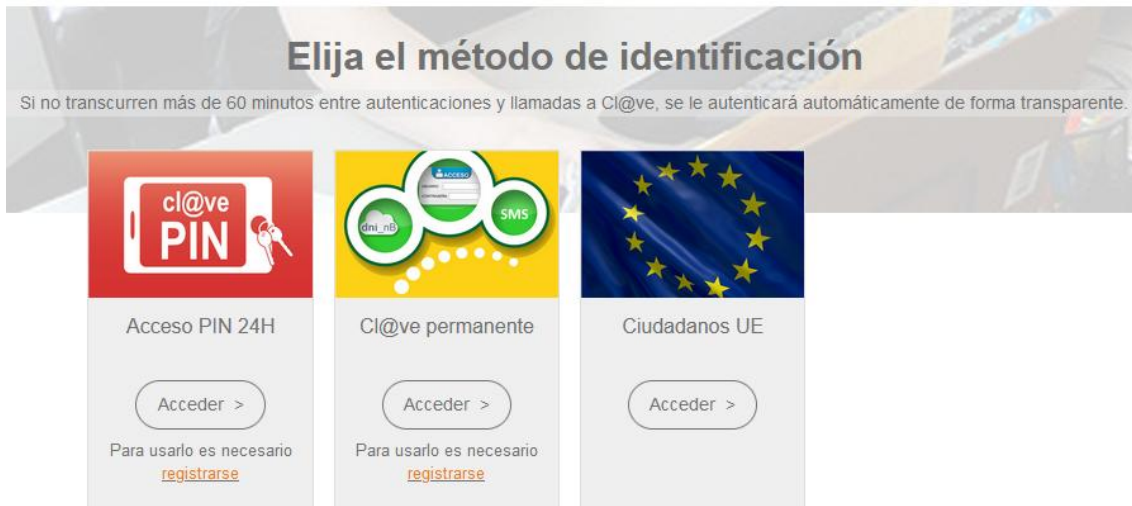 Elija el método de identificación
Si no transcurren más de 60 minutos entre autenticaciones y llamadas a Cl@ve, se le autenticará automáticamente de forma transparente.
cl@ve
PIN
ACCESO
USUARIO
CONTRASEÑA
dni_nB
SMS
Acceso PIN 24H
Cl@ve permanente
Ciudadanos UE
Acceder >
Acceder >
Acceder >
Para usarlo es necesario
registrarse
Para usarlo es necesario
registrarse